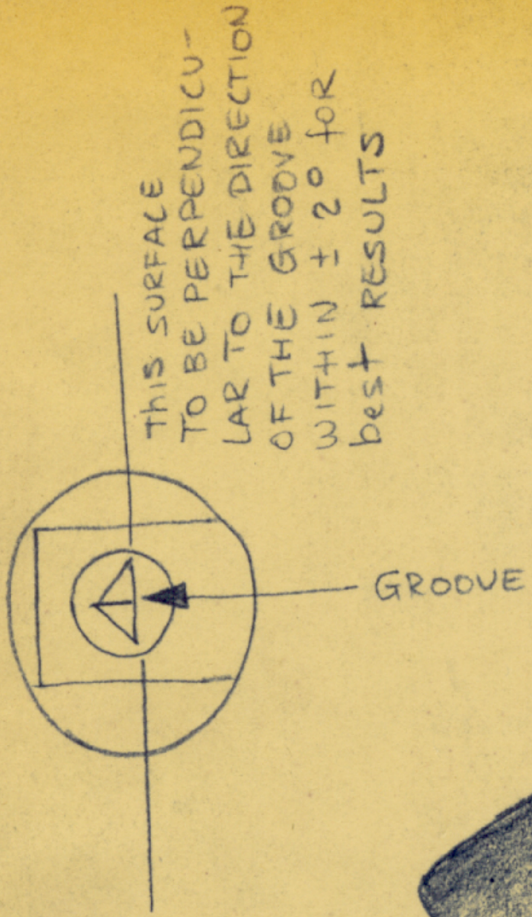 THIS SURFACE
TO BE PERPENDICU-
LAR TO THE DIRECTION
OF THE GROOVE
WITHIN ± 2° for
best RESULTS
GROOVE